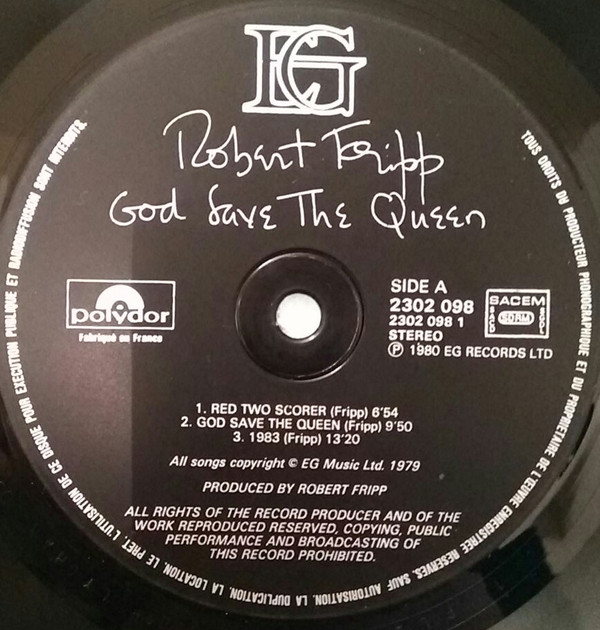 EG
Robert Fripp
God Save The Queen
polydor
Fabriqué en France
SIDE A
2302 098
2302 098 1
STEREO
℗ 1980 EG RECORDS LTD
SACEM
SACD
SDRM
SGDL
1. RED TWO SCORER (Fripp) 6'54
2. GOD SAVE THE QUEEN (Fripp) 9'50
3. 1983 (Fripp) 13'20
All songs copyright © EG Music Ltd. 1979
PRODUCED BY ROBERT FRIPP
ALL RIGHTS OF THE RECORD PRODUCER AND OF THE
WORK REPRODUCED RESERVED, COPYING, PUBLIC
PERFORMANCE AND BROADCASTING OF
THIS RECORD PROHIBITED.
TOUS DROITS DU PRODUCTEUR PHONOGRAPHIQUE ET DU PROPRIETAIRE DE L'ŒUVRE ENREGISTREE RESERVES. SAUF AUTORISATION, LA DUPLICATION, LA LOCATION, LE PRET, L'UTILISATION DE CE DISQUE POUR EXECUTION PUBLIQUE ET RADIODIFFUSION SONT INTERDITS.